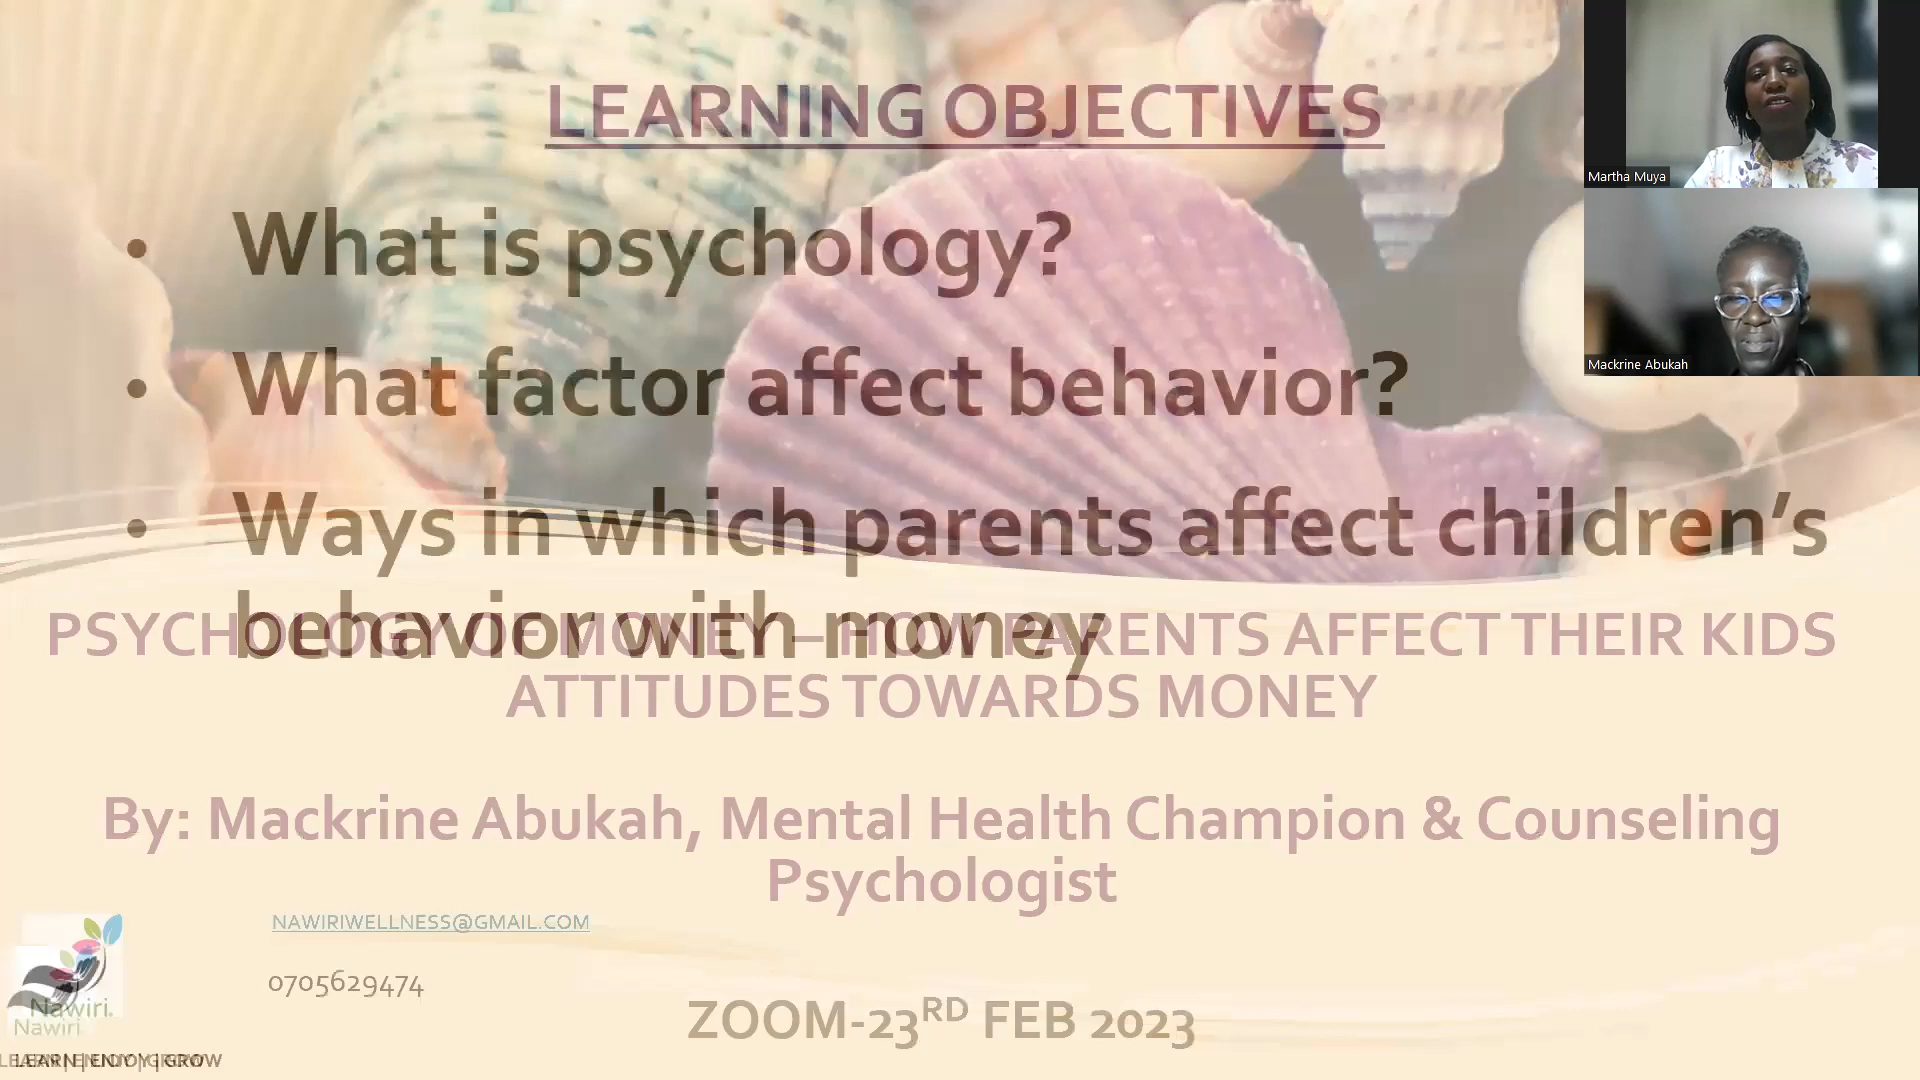 LEARNING OBJECTIVES
• What is psychology?
• What factor affect behavior?
• Ways in which parents affect children's
behavior with money
PSYCHOLOGY OF MONEY – HOW PARENTS AFFECT THEIR KIDS
ATTITUDES TOWARDS MONEY
By: Mackrine Abukah, Mental Health Champion & Counseling
Psychologist
NAWIRIWELLNESS@GMAIL.COM
0705629474
ZOOM-23RD FEB 2023
Nawiri.
Nawiri
LEARN | ENJOY | GROW
Martha Muya
Mackrine Abukah